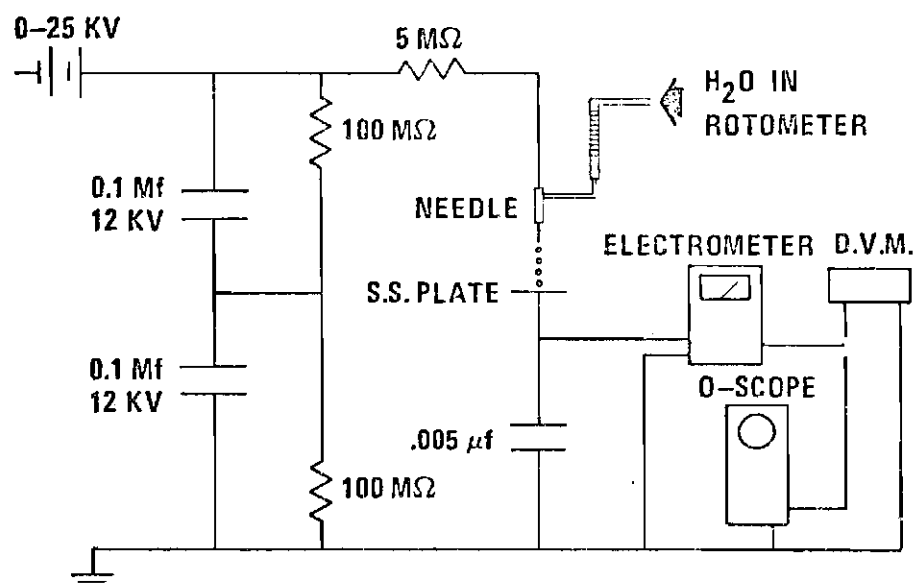 0–25 KV
5 MΩ
H2O IN
ROTOMETER
100 MΩ
0.1 Mf
12 KV
NEEDLE
ELECTROMETER
D.V.M.
S.S. PLATE
0.1 Mf
12 KV
O–SCOPE
.005 μf
100 MΩ